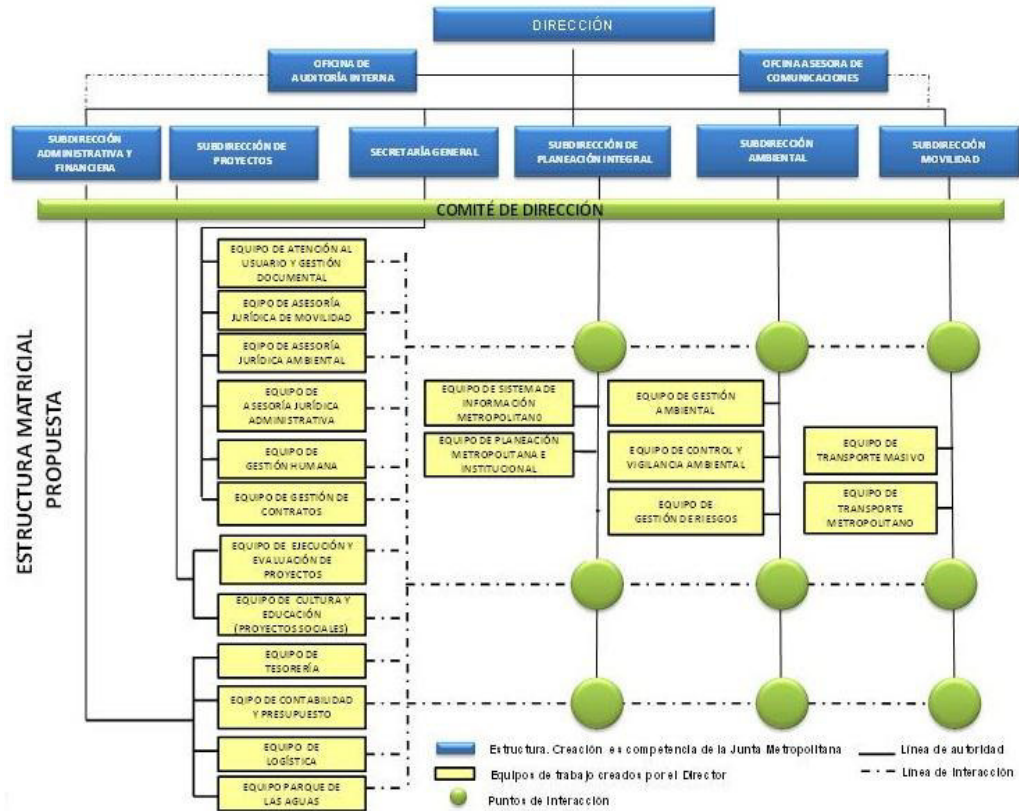 DIRECCIÓN
OFICINA DE
AUDITORÍA INTERNA
OFCINA ASESORA DE
COMUNICACIONES
SUBDIRECCIÓN
ADMINISTRATIVA Y
FINANCIERA
SUBDIRECCIÓN DE
PROYECTOS
SECRETARÍA GENERAL
SUBDIRECCIÓN DE
PLANEACIÓN INTEGRAL
SUBDIRECCIÓN
AMBIENTAL
SUBDIRECCIÓN
MOVILIDAD
COMITÉ DE DIRECCIÓN
ESTRUCTURA MATRICIAL
PROPUESTA
EQUIPO DE ATENCIÓN AL
USUARIO Y GESTIÓN
DOCUMENTAL
EQIPO DE ASESORÍA
JURÍDICA DE MOVILIDAD
EQUIPO DE ASESORÍA
JURÍDICA AMBIENTAL
EQUIPO DE
ASESORÍA JURÍDICA
ADMINISTRATIVA
EQUIPO DE
GESTIÓN HUMANA
EQUIPO DE GESTIÓN DE
CONTRATOS
EQUIPO DE EJECUCIÓN Y
EVALUACIÓN DE
PROYECTOS
EQUIPO DE CULTURA Y
EDUCACIÓN
(PROYECTOS SOCIALES)
EQUIPO DE
TESORERÍA
EQIPO DE CONTABILIDAD
Y PRESUPUESTO
EQUIPO DE
LOGÍSTICA
EQUIPO PARQUE DE
LAS AGUAS
EQUIPO DE SISTEMA DE
INFORMACIÓN
METROPOLITANO
EQUIPO DE PLANEACIÓN
METROPOLITANA E
INSTITUCIONAL
EQUIPO DE GESTIÓN
AMBIENTAL
EQUIPO DE CONTROL Y
VIGILANCIA AMBIENTAL
EQUIPO DE
GESTIÓN DE RIESGOS
EQUIPO DE
TRANSPORTE MASIVO
EQUIPO DE
TRANSPORTE
METROPOLITANO
Estructura. Creación es competencia de la Junta Metropolitana
Equipos de trabajo creados por el Director
Puntos de Interacción
Línea de autoridad
Línea de Interacción